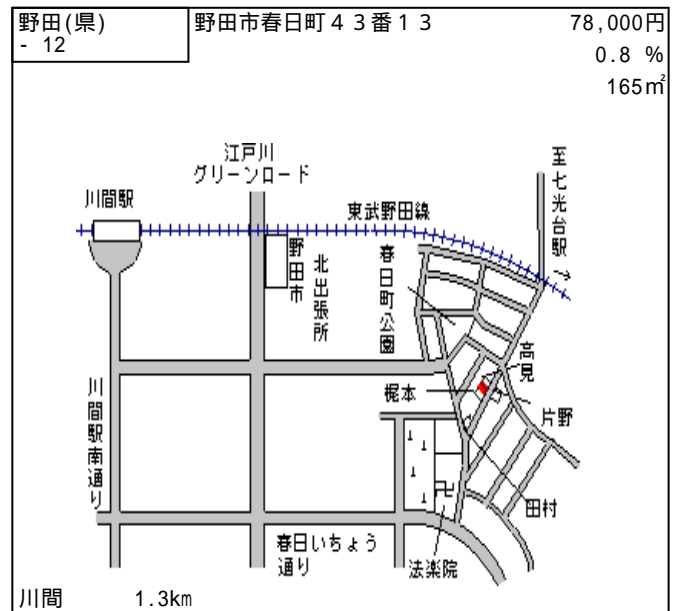 野田(県)
- 12
野田市春日町43番13
78,000円
0.8 %
165㎡
江戸川
グリーンロード
川間駅
東武野田線
至七光台駅
野田市
北出張所
春日町公園
高見
梶本
片野
川間駅南通り
田村
春日いちょう
通り
法楽院
川間 1.3km